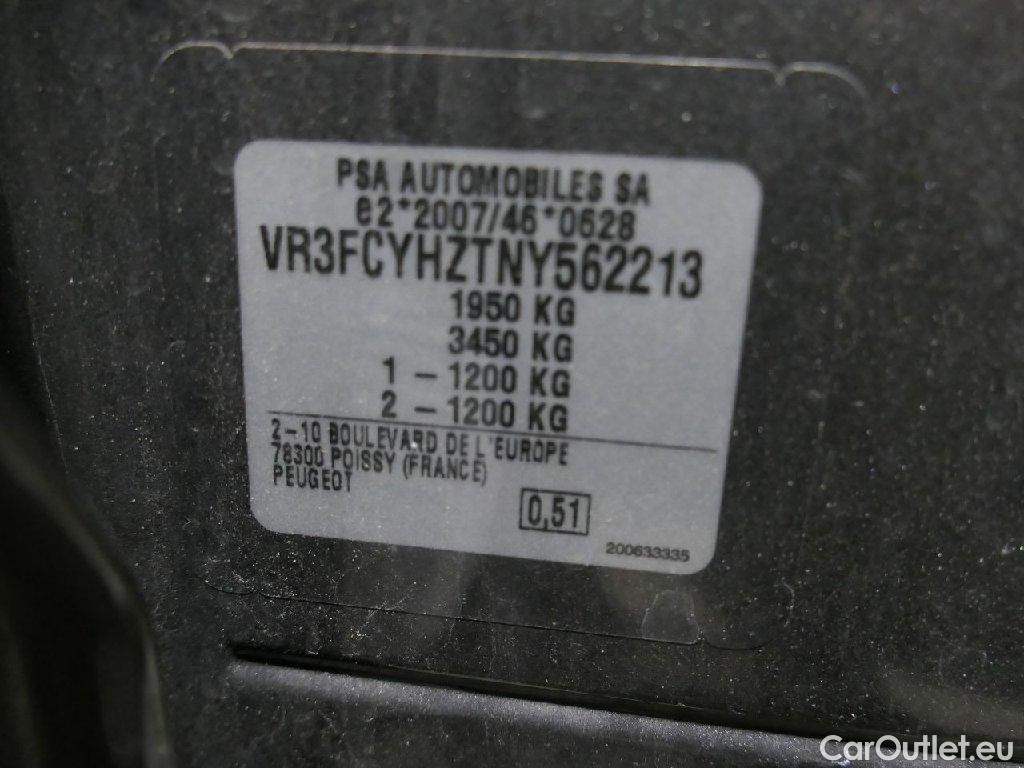 PSA AUTOMOBILES SA
e2*2007/46*0628
VR3FCYHZTNY562213
1950 KG
3450 KG
1 – 1200 KG
2 – 1200 KG
2–10 BOULEVARD DE L'EUROPE
78300 POISSY (FRANCE)
PEUGEOT
0,51
200633335
CarOutlet.eu